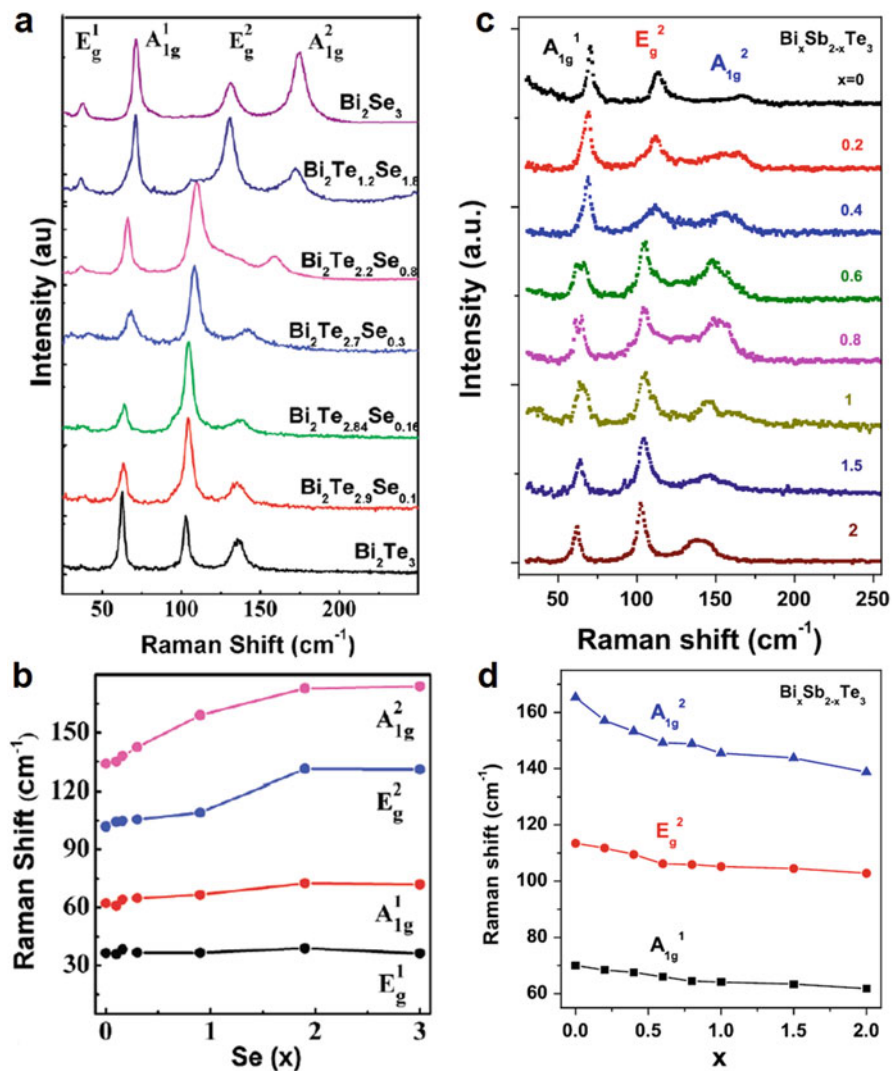 a
E_g^1 A_1g^1 E_g^2 A_1g^2
Bi₂Se₃
Bi₂Te₁.₂Se₁.₈
Bi₂Te₂.₂Se₀.₈
Bi₂Te₂.₇Se₀.₃
Bi₂Te₂.₈₄Se₀.₁₆
Bi₂Te₂.₉Se₀.₁
Bi₂Te₃
Intensity (au)
50 100 150 200
Raman Shift (cm⁻¹)
c
A_1g^1 E_g^2 A_1g^2 Bi_xSb_2-xTe₃
x=0
0.2
0.4
0.6
0.8
1
1.5
2
Intensity (a.u.)
50 100 150 200 250
Raman shift (cm⁻¹)
b
Raman Shift (cm⁻¹)
150
120
90
60
30
A_1g^2
E_g^2
A_1g^1
E_g^1
0 1 2 3
Se (x)
d
Raman shift (cm⁻¹)
160
140
120
100
80
60
Bi_xSb_2-xTe₃
A_1g^2
E_g^2
A_1g^1
0.0 0.5 1.0 1.5 2.0
x